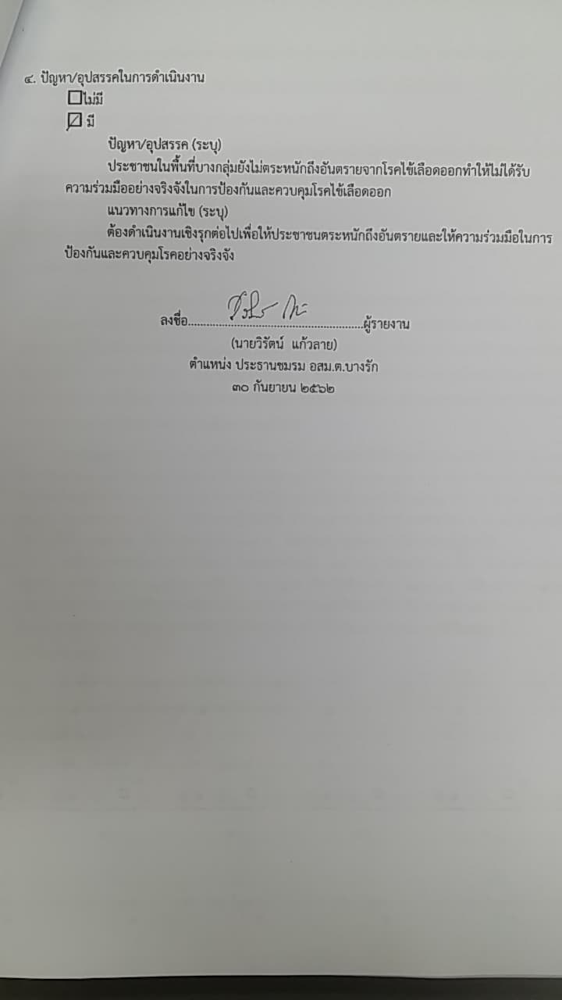 ๔. ปัญหา/อุปสรรคในการดำเนินงาน
ไม่มี
มี
ปัญหา/อุปสรรค (ระบุ)
ประชาชนในพื้นที่บางกลุ่มยังไม่ตระหนักถึงอันตรายจากโรคไข้เลือดออกทำให้ไม่ได้รับ
ความร่วมมืออย่างจริงจังในการป้องกันและควบคุมโรคไข้เลือดออก
แนวทางการแก้ไข (ระบุ)
ต้องดำเนินงานเชิงรุกต่อไปเพื่อให้ประชาชนตระหนักถึงอันตรายและให้ความร่วมมือในการ
ป้องกันและควบคุมโรคอย่างจริงจัง
ลงชื่อ..........................................................ผู้รายงาน
(นายวิรัตน์ แก้วลาย)
ตำแหน่ง ประธานชมรม อสม.ต.บางรัก
๓๐ กันยายน ๒๕๖๒